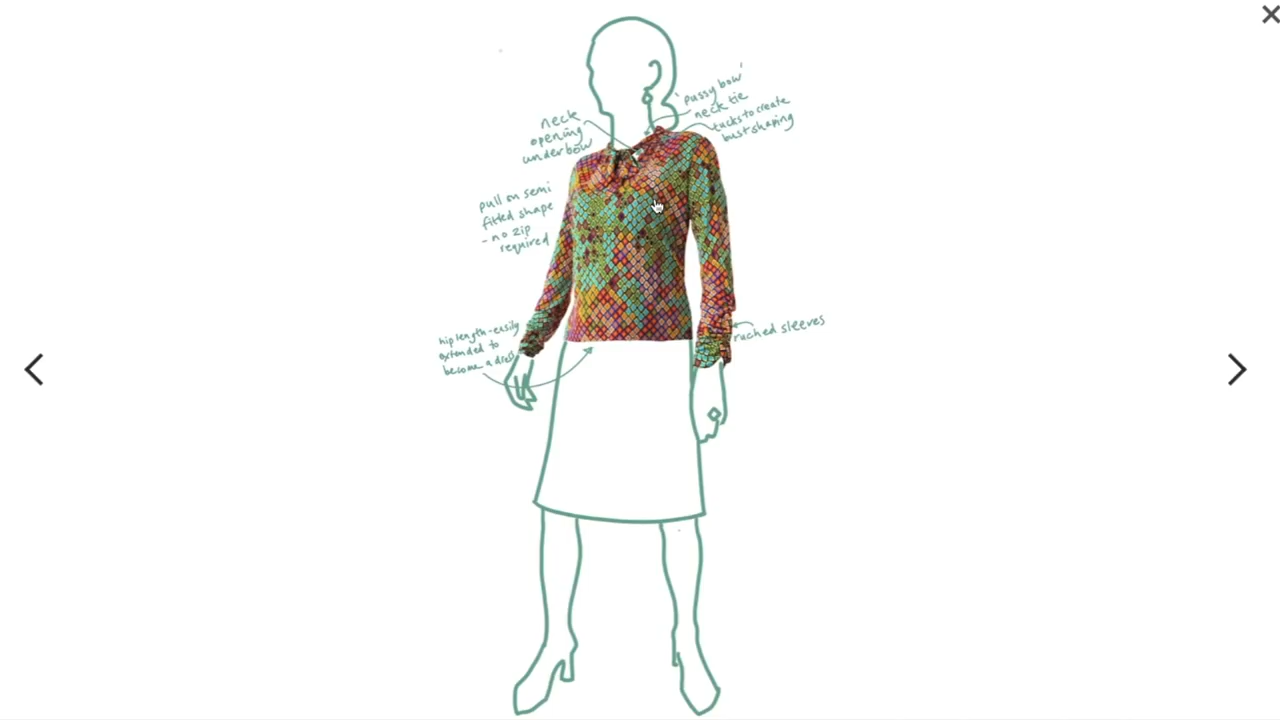 'pussy bow'
neck tie
tucks to create
bust shaping
neck
opening
under bow
pull on semi
fitted shape
- no zip
required
hip length - easily
extended to
become a dress
ruched sleeves